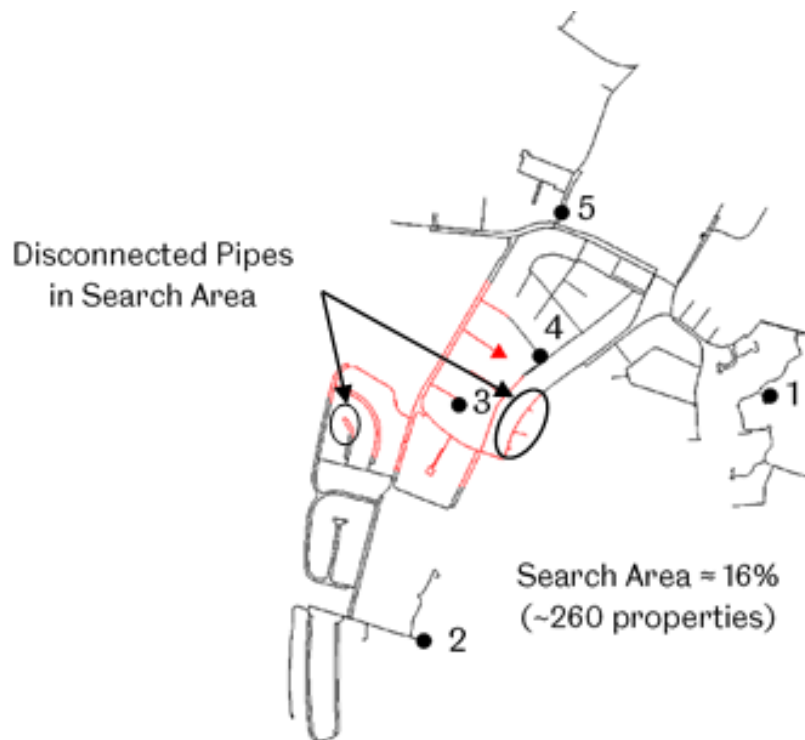 5
Disconnected Pipes
in Search Area
4
3
1
Search Area ≈ 16%
(~260 properties)
2